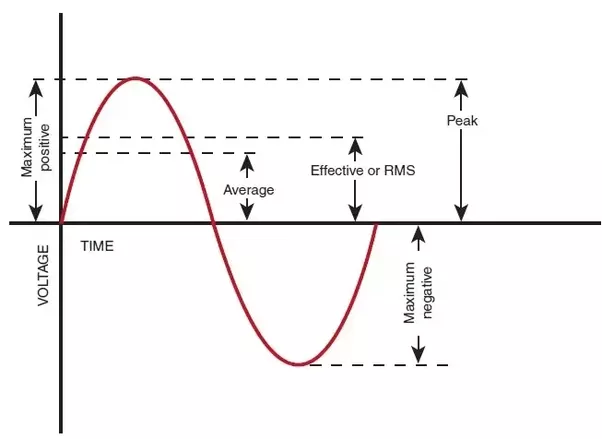 Maximum
positive
Peak
Effective or RMS
Average
TIME
VOLTAGE
Maximum
negative